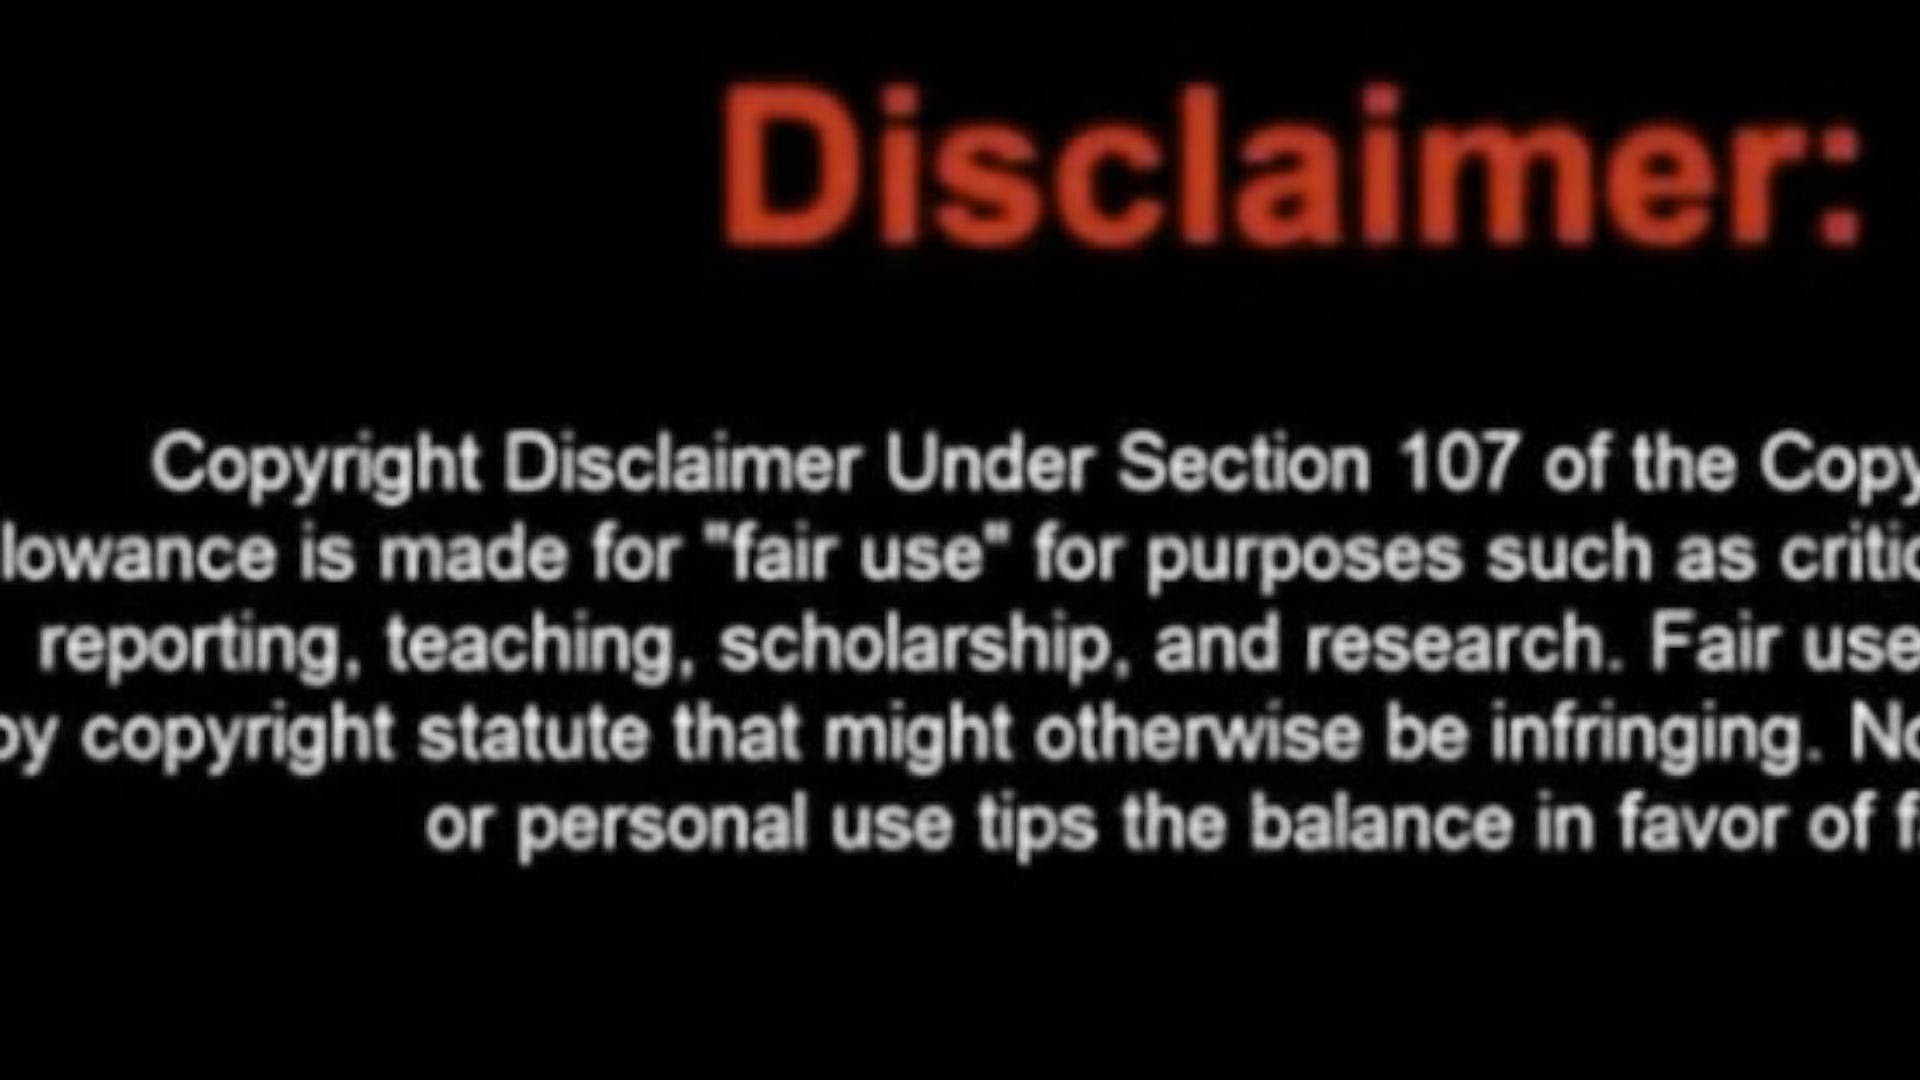 Disclaimer:
Copyright Disclaimer Under Section 107 of the Copy
lowance is made for "fair use" for purposes such as critic
reporting, teaching, scholarship, and research. Fair use
by copyright statute that might otherwise be infringing. No
or personal use tips the balance in favor of f